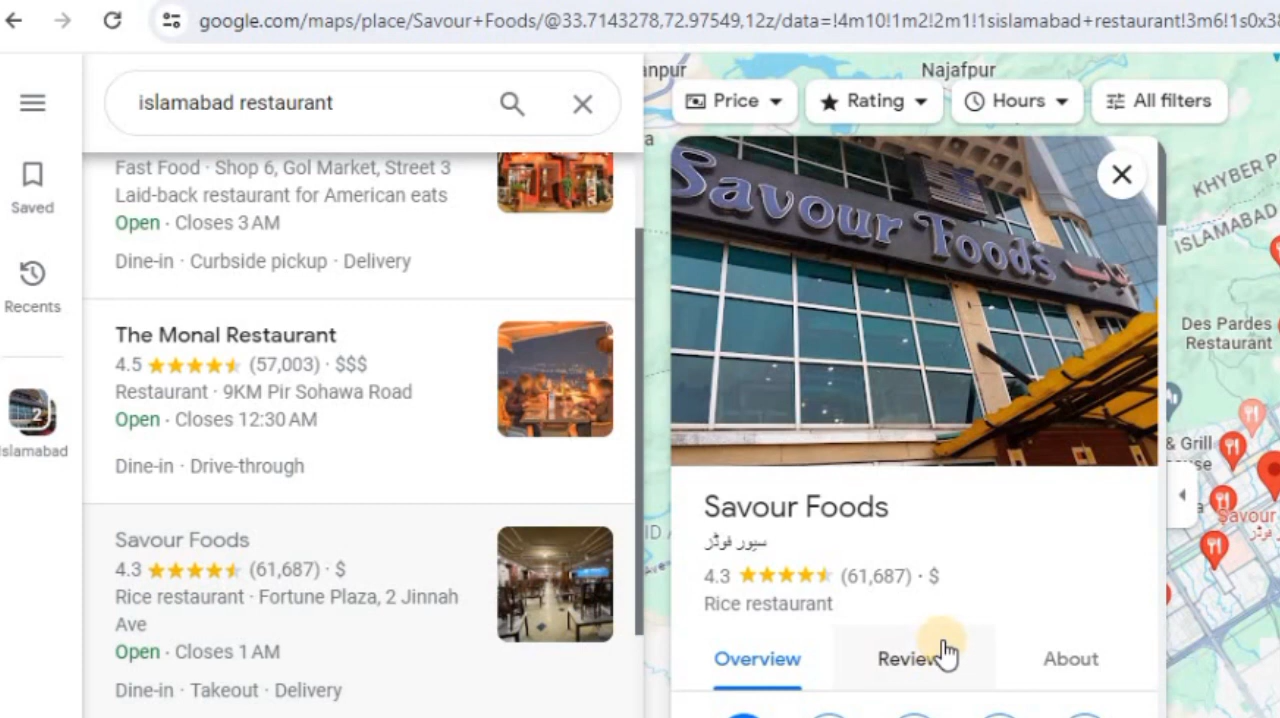 google.com/maps/place/Savour+Foods/@33.7143278,72.97549,12z/data=!4m10!1m2!2m1!1sislamabad+restaurant!3m6!1s0x38
islamabad restaurant
Saved
Recents
2
slamabad
Fast Food · Shop 6, Gol Market, Street 3
Laid-back restaurant for American eats
Open · Closes 3 AM
Dine-in · Curbside pickup · Delivery
The Monal Restaurant
4.5 (57,003) · $$$
Restaurant · 9KM Pir Sohawa Road
Open · Closes 12:30 AM
Dine-in · Drive-through
Savour Foods
4.3 (61,687) · $
Rice restaurant · Fortune Plaza, 2 Jinnah
Ave
Open · Closes 1 AM
Dine-in · Takeout · Delivery
anpur
Najafpur
Price
Rating
Hours
All filters
Savour Foods
Savour Foods
سیور فوڈز
4.3 (61,687) · $
Rice restaurant
Overview
Review
About
KHYBER P
ISLAMABAD
Des Pardes
Restaurant
& Grill
se
Savour